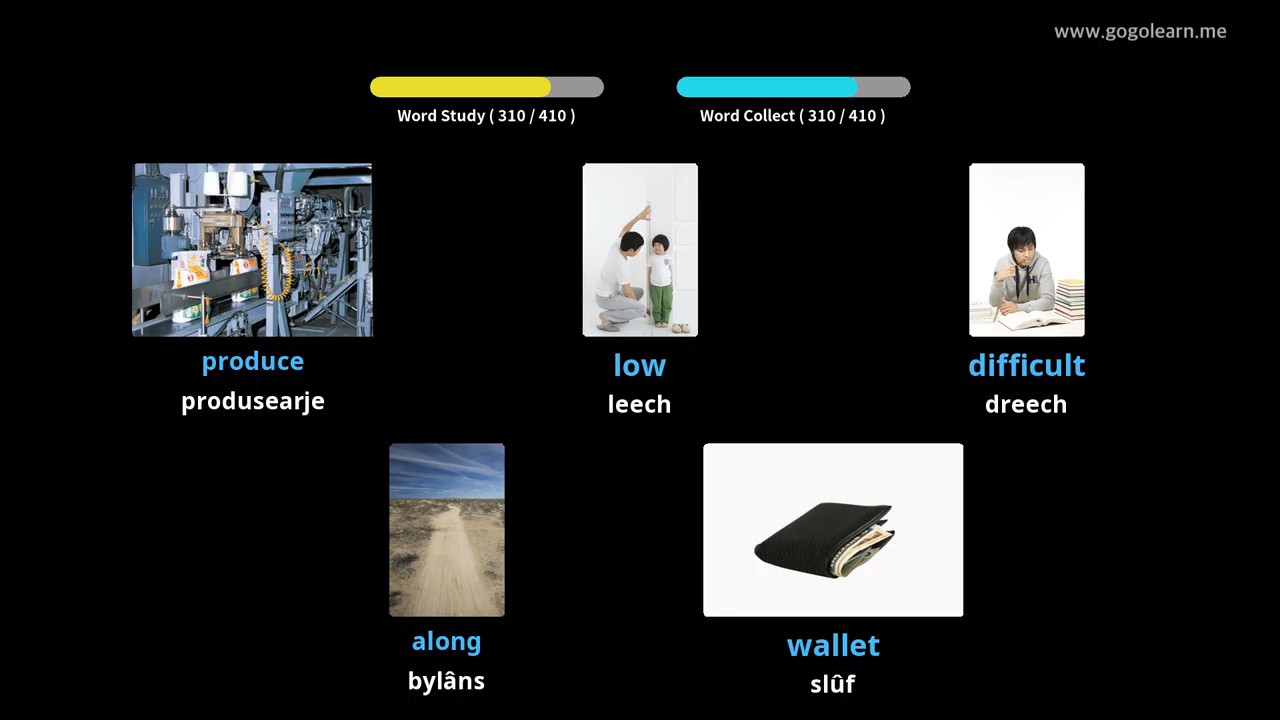 www.gogolearn.me
Word Study ( 310 / 410 )
Word Collect ( 310 / 410 )
produce
produsearje
low
leech
difficult
dreech
along
bylâns
wallet
slûf